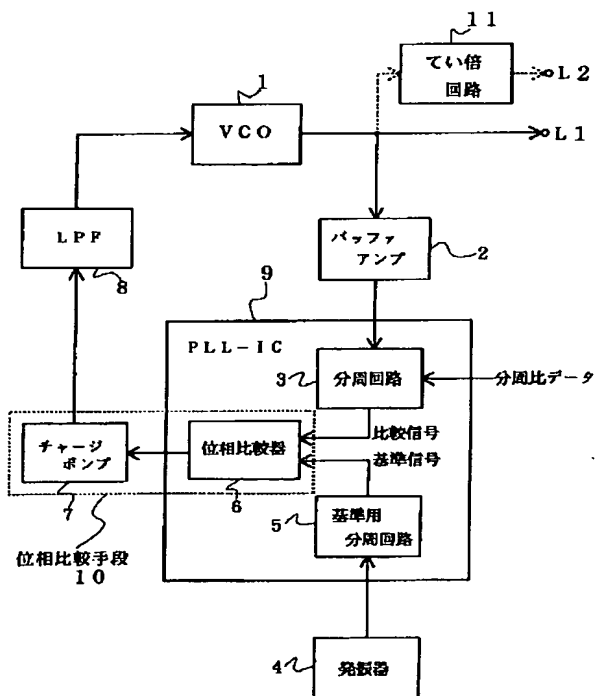 11
てい倍
回路
L2
1
VCO
L1
LPF
8
バッファ
アンプ
2
9
PLL-IC
3
分周回路
分周比データ
比較信号
基準信号
チャージ
ポンプ
7
位相比較器
6
5
基準用
分周回路
位相比較手段
10
4
発振器